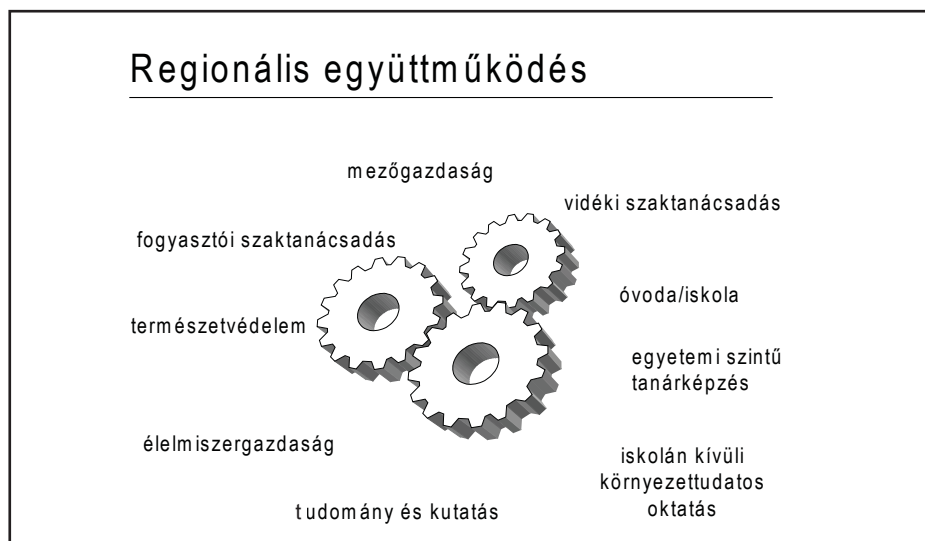 Regionális együttműködés
mezőgazdaság
vidéki szaktanácsadás
fogyasztói szaktanácsadás
óvoda/iskola
természetvédelem
egyetemi szintű
tanárképzés
élelmiszergazdaság
iskolán kívüli
környezettudatos
oktatás
tudomány és kutatás